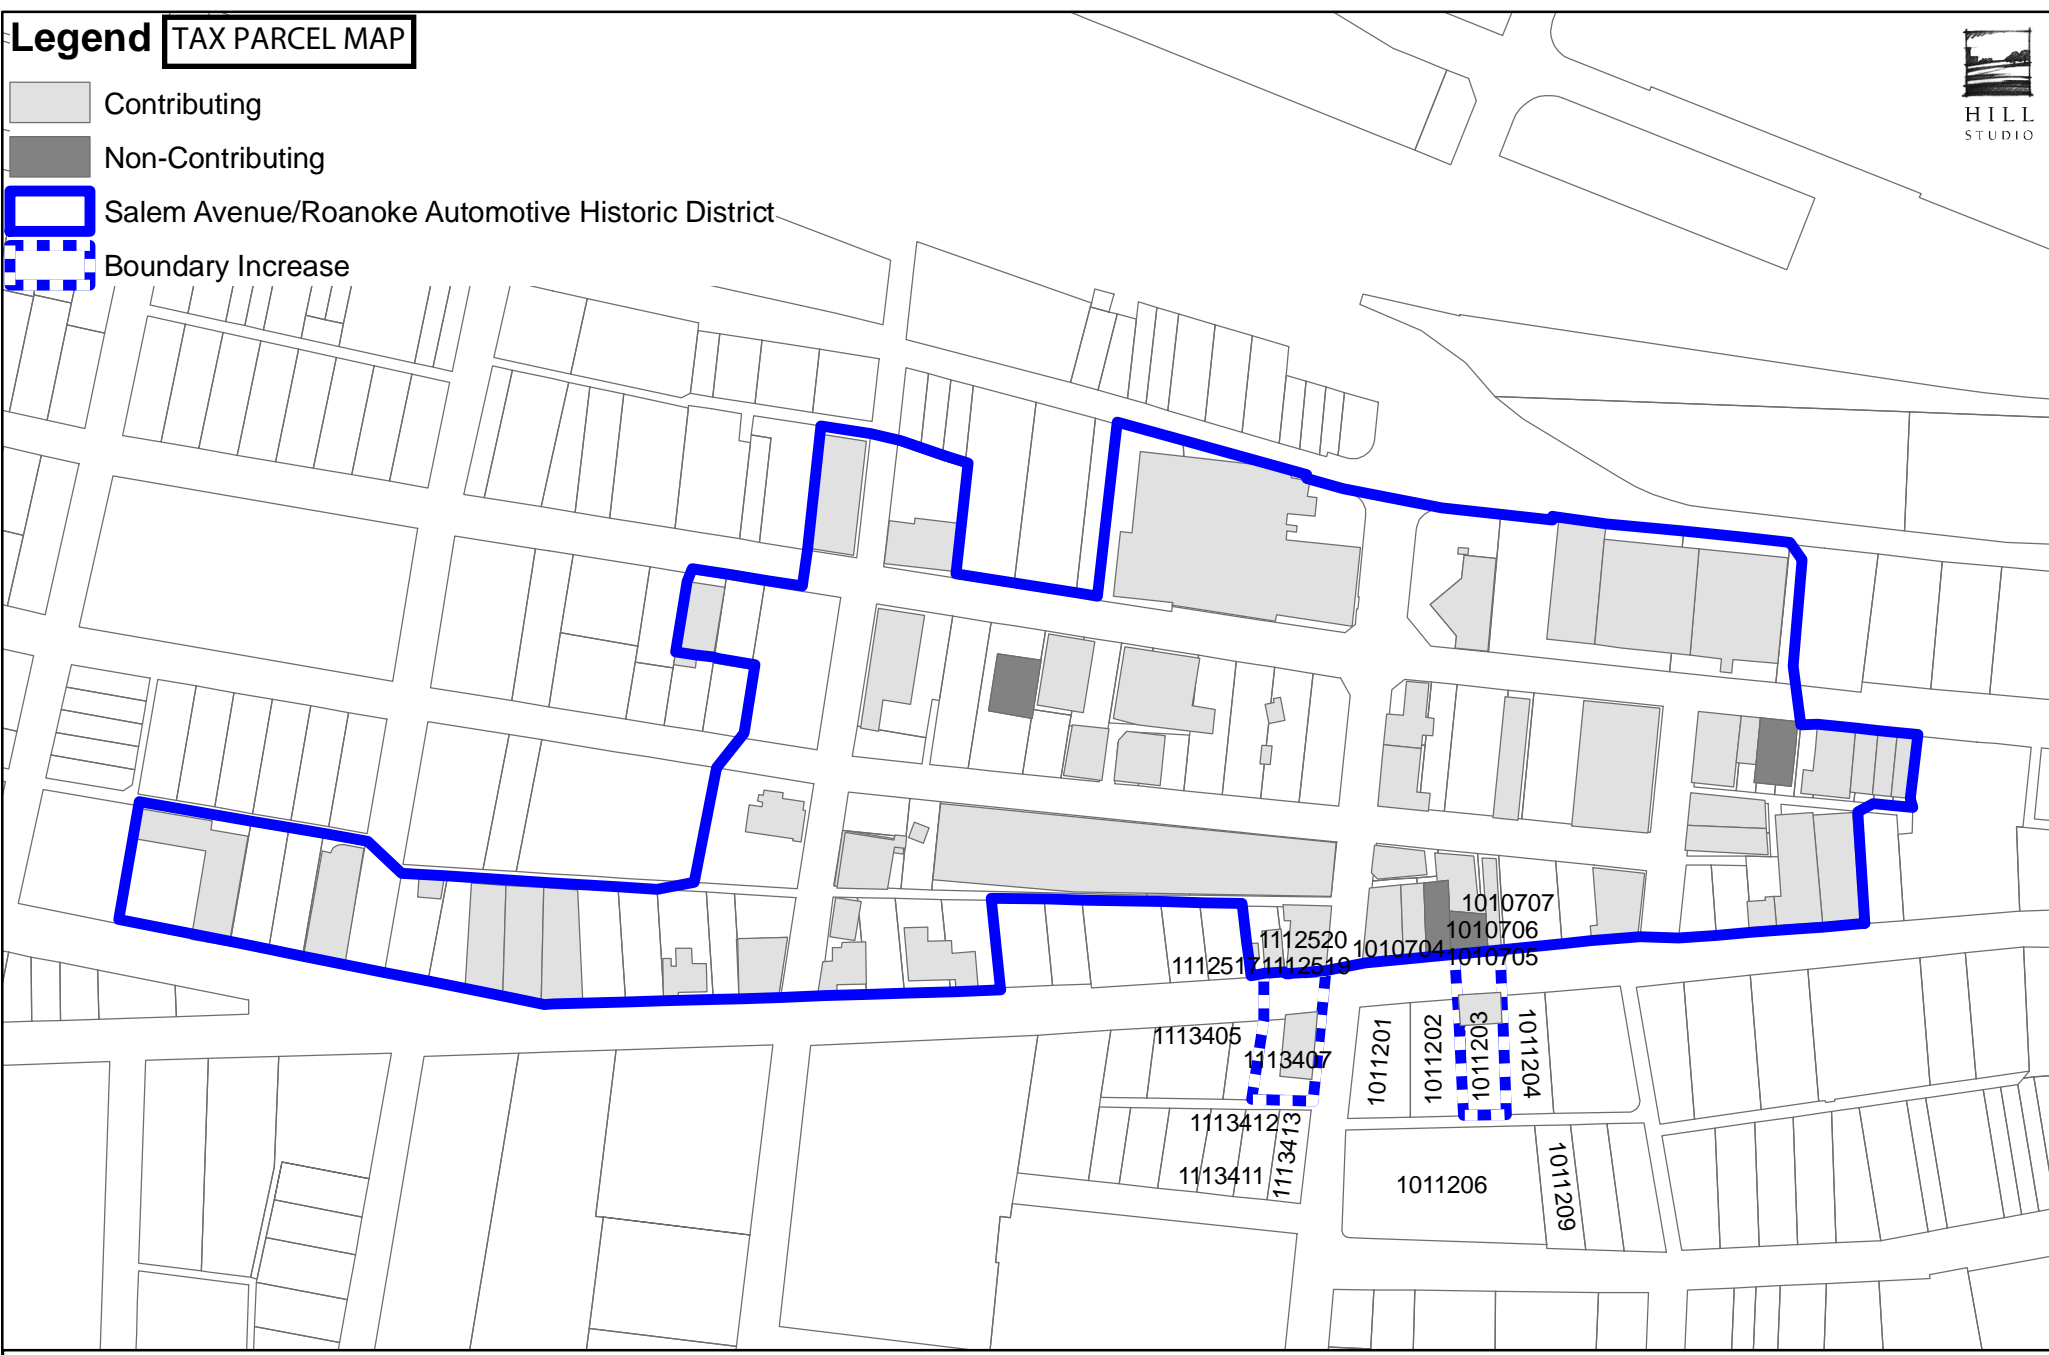 Legend TAX PARCEL MAP
Contributing
Non-Contributing
Salem Avenue/Roanoke Automotive Historic District
Boundary Increase
HILL
STUDIO
1010707
1010706
1112520
1010704
1010705
1112517
1112519
1113405
1113407
1011201
1011202
1011203
1011204
1113412
1113413
1113411
1011206
1011209